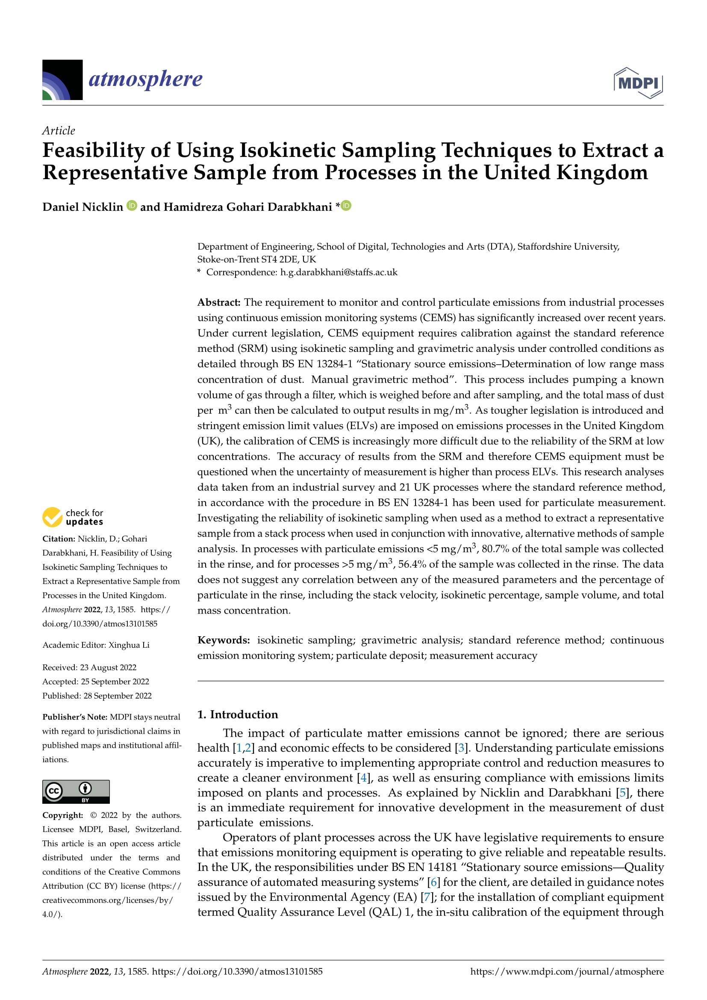 atmosphere
MDPI
Article
Feasibility of Using Isokinetic Sampling Techniques to Extract a
Representative Sample from Processes in the United Kingdom
Daniel Nicklin iD and Hamidreza Gohari Darabkhani * iD
Department of Engineering, School of Digital, Technologies and Arts (DTA), Staffordshire University,
Stoke-on-Trent ST4 2DE, UK
* Correspondence: h.g.darabkhani@staffs.ac.uk
Abstract: The requirement to monitor and control particulate emissions from industrial processes
using continuous emission monitoring systems (CEMS) has significantly increased over recent years.
Under current legislation, CEMS equipment requires calibration against the standard reference
method (SRM) using isokinetic sampling and gravimetric analysis under controlled conditions as
detailed through BS EN 13284-1 “Stationary source emissions–Determination of low range mass
concentration of dust. Manual gravimetric method”. This process includes pumping a known
volume of gas through a filter, which is weighed before and after sampling, and the total mass of dust
per m³ can then be calculated to output results in mg/m³. As tougher legislation is introduced and
stringent emission limit values (ELVs) are imposed on emissions processes in the United Kingdom
(UK), the calibration of CEMS is increasingly more difficult due to the reliability of the SRM at low
concentrations. The accuracy of results from the SRM and therefore CEMS equipment must be
questioned when the uncertainty of measurement is higher than process ELVs. This research analyses
data taken from an industrial survey and 21 UK processes where the standard reference method,
in accordance with the procedure in BS EN 13284-1 has been used for particulate measurement.
Investigating the reliability of isokinetic sampling when used as a method to extract a representative
sample from a stack process when used in conjunction with innovative, alternative methods of sample
analysis. In processes with particulate emissions <5 mg/m³, 80.7% of the total sample was collected
in the rinse, and for processes >5 mg/m³, 56.4% of the sample was collected in the rinse. The data
does not suggest any correlation between any of the measured parameters and the percentage of
particulate in the rinse, including the stack velocity, isokinetic percentage, sample volume, and total
mass concentration.
Keywords: isokinetic sampling; gravimetric analysis; standard reference method; continuous
emission monitoring system; particulate deposit; measurement accuracy
check for
updates
Citation: Nicklin, D.; Gohari
Darabkhani, H. Feasibility of Using
Isokinetic Sampling Techniques to
Extract a Representative Sample from
Processes in the United Kingdom.
Atmosphere 2022, 13, 1585. https://
doi.org/10.3390/atmos13101585
Academic Editor: Xinghua Li
Received: 23 August 2022
Accepted: 25 September 2022
Published: 28 September 2022
Publisher’s Note: MDPI stays neutral
with regard to jurisdictional claims in
published maps and institutional affil-
iations.
cc
BY
Copyright: © 2022 by the authors.
Licensee MDPI, Basel, Switzerland.
This article is an open access article
distributed under the terms and
conditions of the Creative Commons
Attribution (CC BY) license (https://
creativecommons.org/licenses/by/
4.0/).
1. Introduction
The impact of particulate matter emissions cannot be ignored; there are serious
health [1,2] and economic effects to be considered [3]. Understanding particulate emissions
accurately is imperative to implementing appropriate control and reduction measures to
create a cleaner environment [4], as well as ensuring compliance with emissions limits
imposed on plants and processes. As explained by Nicklin and Darabkhani [5], there
is an immediate requirement for innovative development in the measurement of dust
particulate emissions.
Operators of plant processes across the UK have legislative requirements to ensure
that emissions monitoring equipment is operating to give reliable and repeatable results.
In the UK, the responsibilities under BS EN 14181 “Stationary source emissions—Quality
assurance of automated measuring systems” [6] for the client, are detailed in guidance notes
issued by the Environmental Agency (EA) [7]; for the installation of compliant equipment
termed Quality Assurance Level (QAL) 1, the in-situ calibration of the equipment through
Atmosphere 2022, 13, 1585. https://doi.org/10.3390/atmos13101585
https://www.mdpi.com/journal/atmosphere